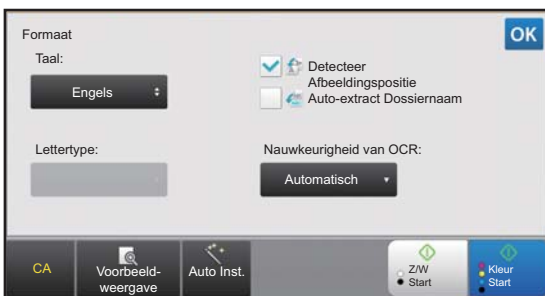 Formaat
OK
Taal:
Engels
Detecteer
Afbeeldingspositie
Auto-extract Dossiernaam
Lettertype:
Nauwkeurigheid van OCR:
Automatisch
CA
Voorbeeld-
weergave
Auto Inst.
Z/W
Start
Kleur
Start